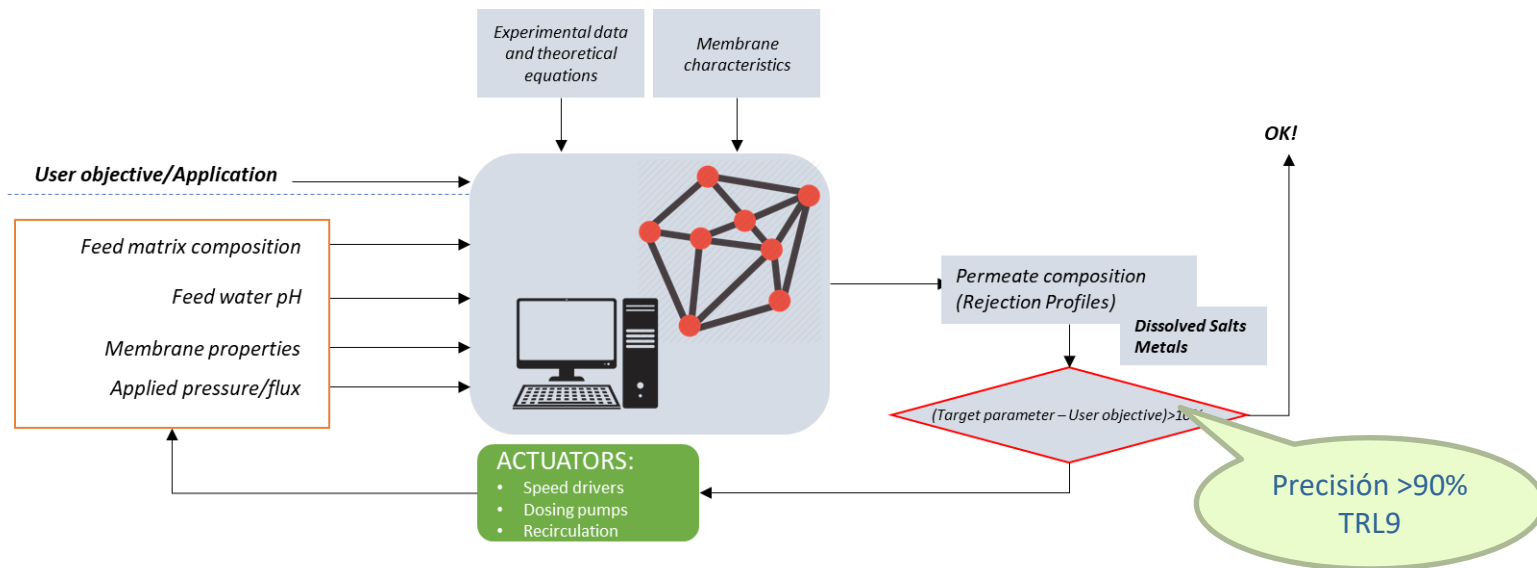 Experimental data
and theoretical
equations
Membrane
characteristics
OK!
User objective/Application
Feed matrix composition
Feed water pH
Membrane properties
Applied pressure/flux
Permeate composition
(Rejection Profiles)
Dissolved Salts
Metals
(Target parameter – User objective)>10%
ACTUATORS:
• Speed drivers
• Dosing pumps
• Recirculation
Precisión >90%
TRL9